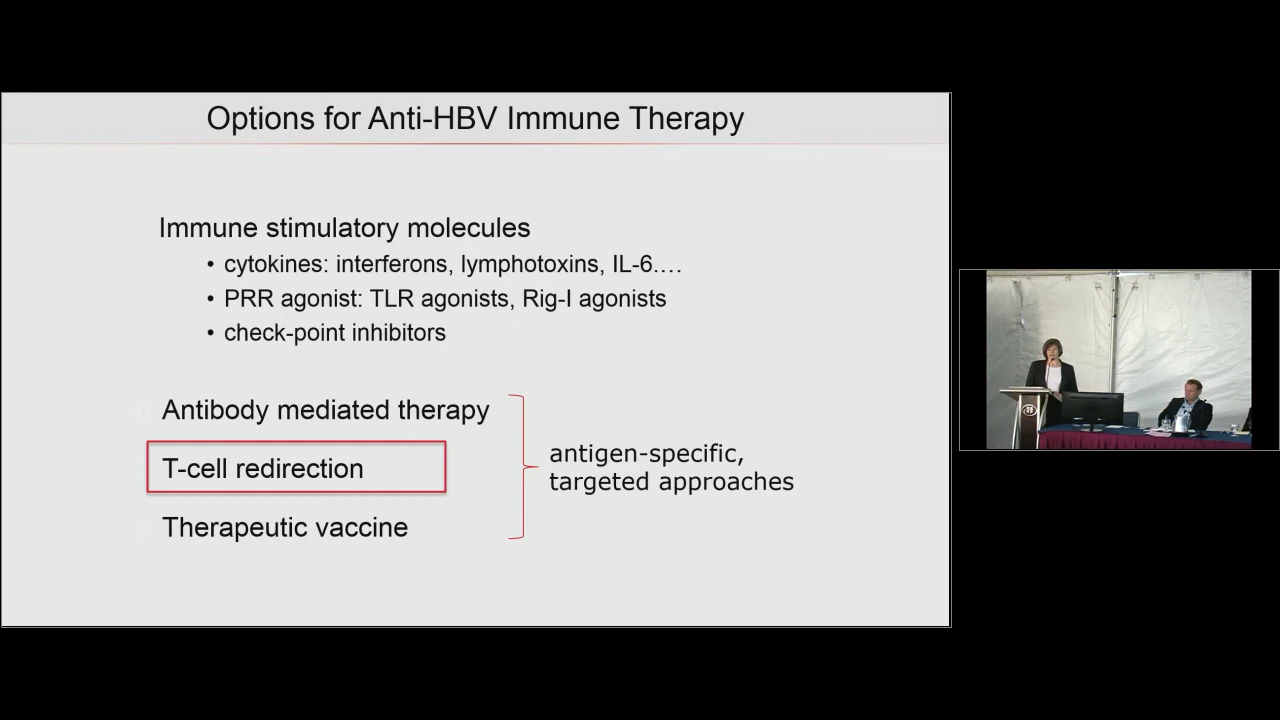 Options for Anti-HBV Immune Therapy
Immune stimulatory molecules
• cytokines: interferons, lymphotoxins, IL-6....
• PRR agonist: TLR agonists, Rig-I agonists
• check-point inhibitors
Antibody mediated therapy
T-cell redirection
Therapeutic vaccine
antigen-specific,
targeted approaches